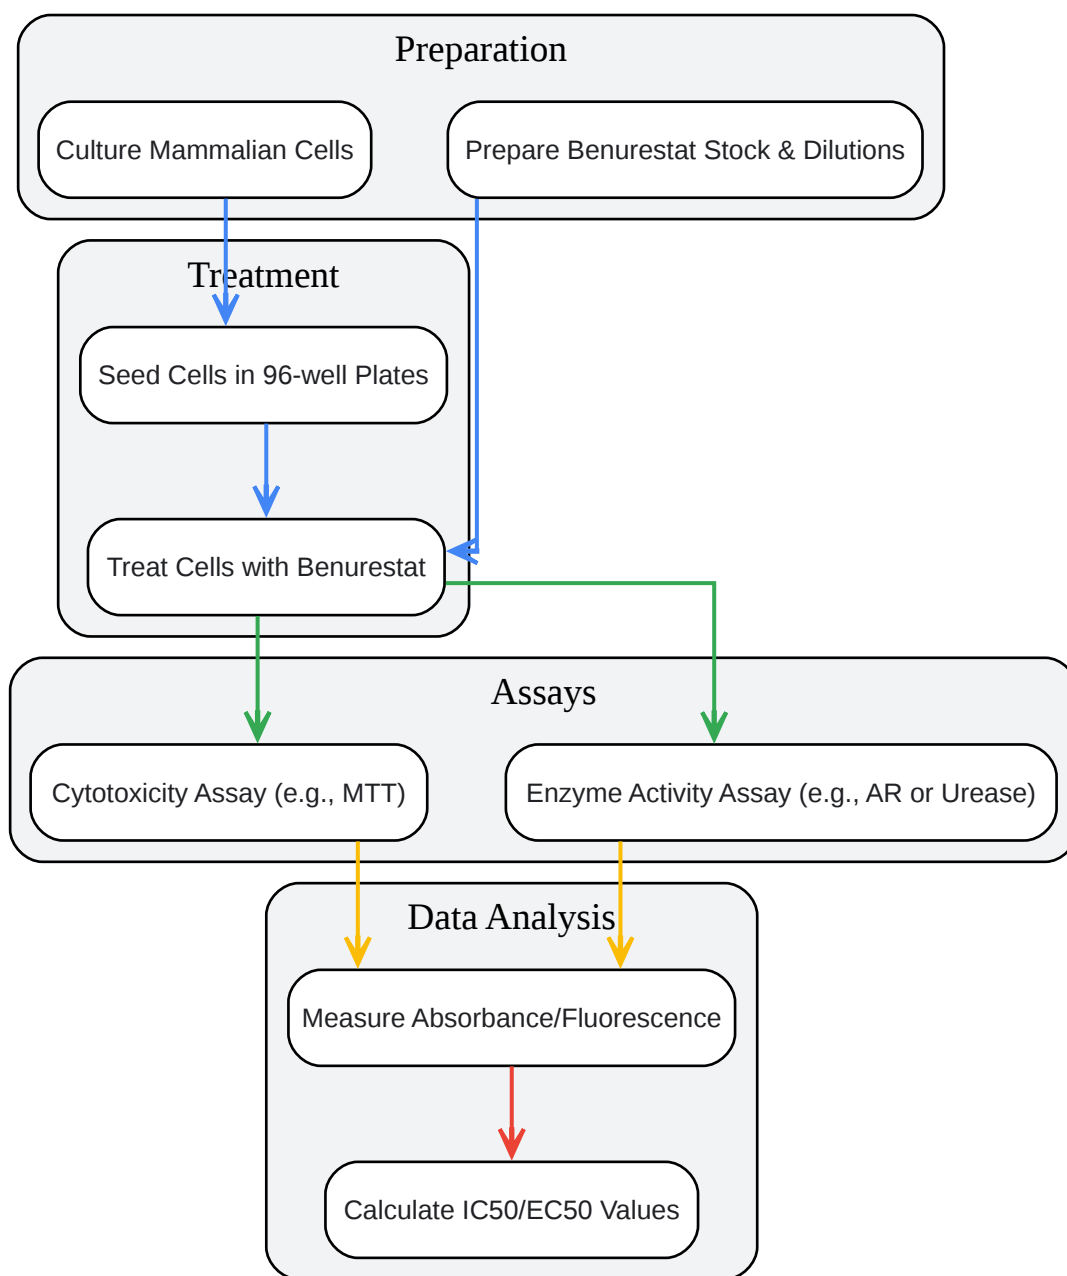 Preparation
Culture Mammalian Cells
Prepare Benurestat Stock & Dilutions
Treatment
Seed Cells in 96-well Plates
Treat Cells with Benurestat
Assays
Cytotoxicity Assay (e.g., MTT)
Enzyme Activity Assay (e.g., AR or Urease)
Data Analysis
Measure Absorbance/Fluorescence
Calculate IC50/EC50 Values